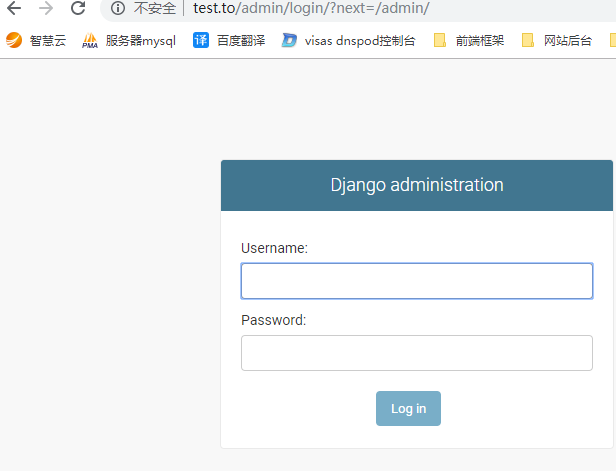 不安全 | test.to/admin/login/?next=/admin/
智慧云 PMA 服务器mysql 译 百度翻译 visas dnspod控制台 前端框架 网站后台
Django administration
Username:
Password:
Log in